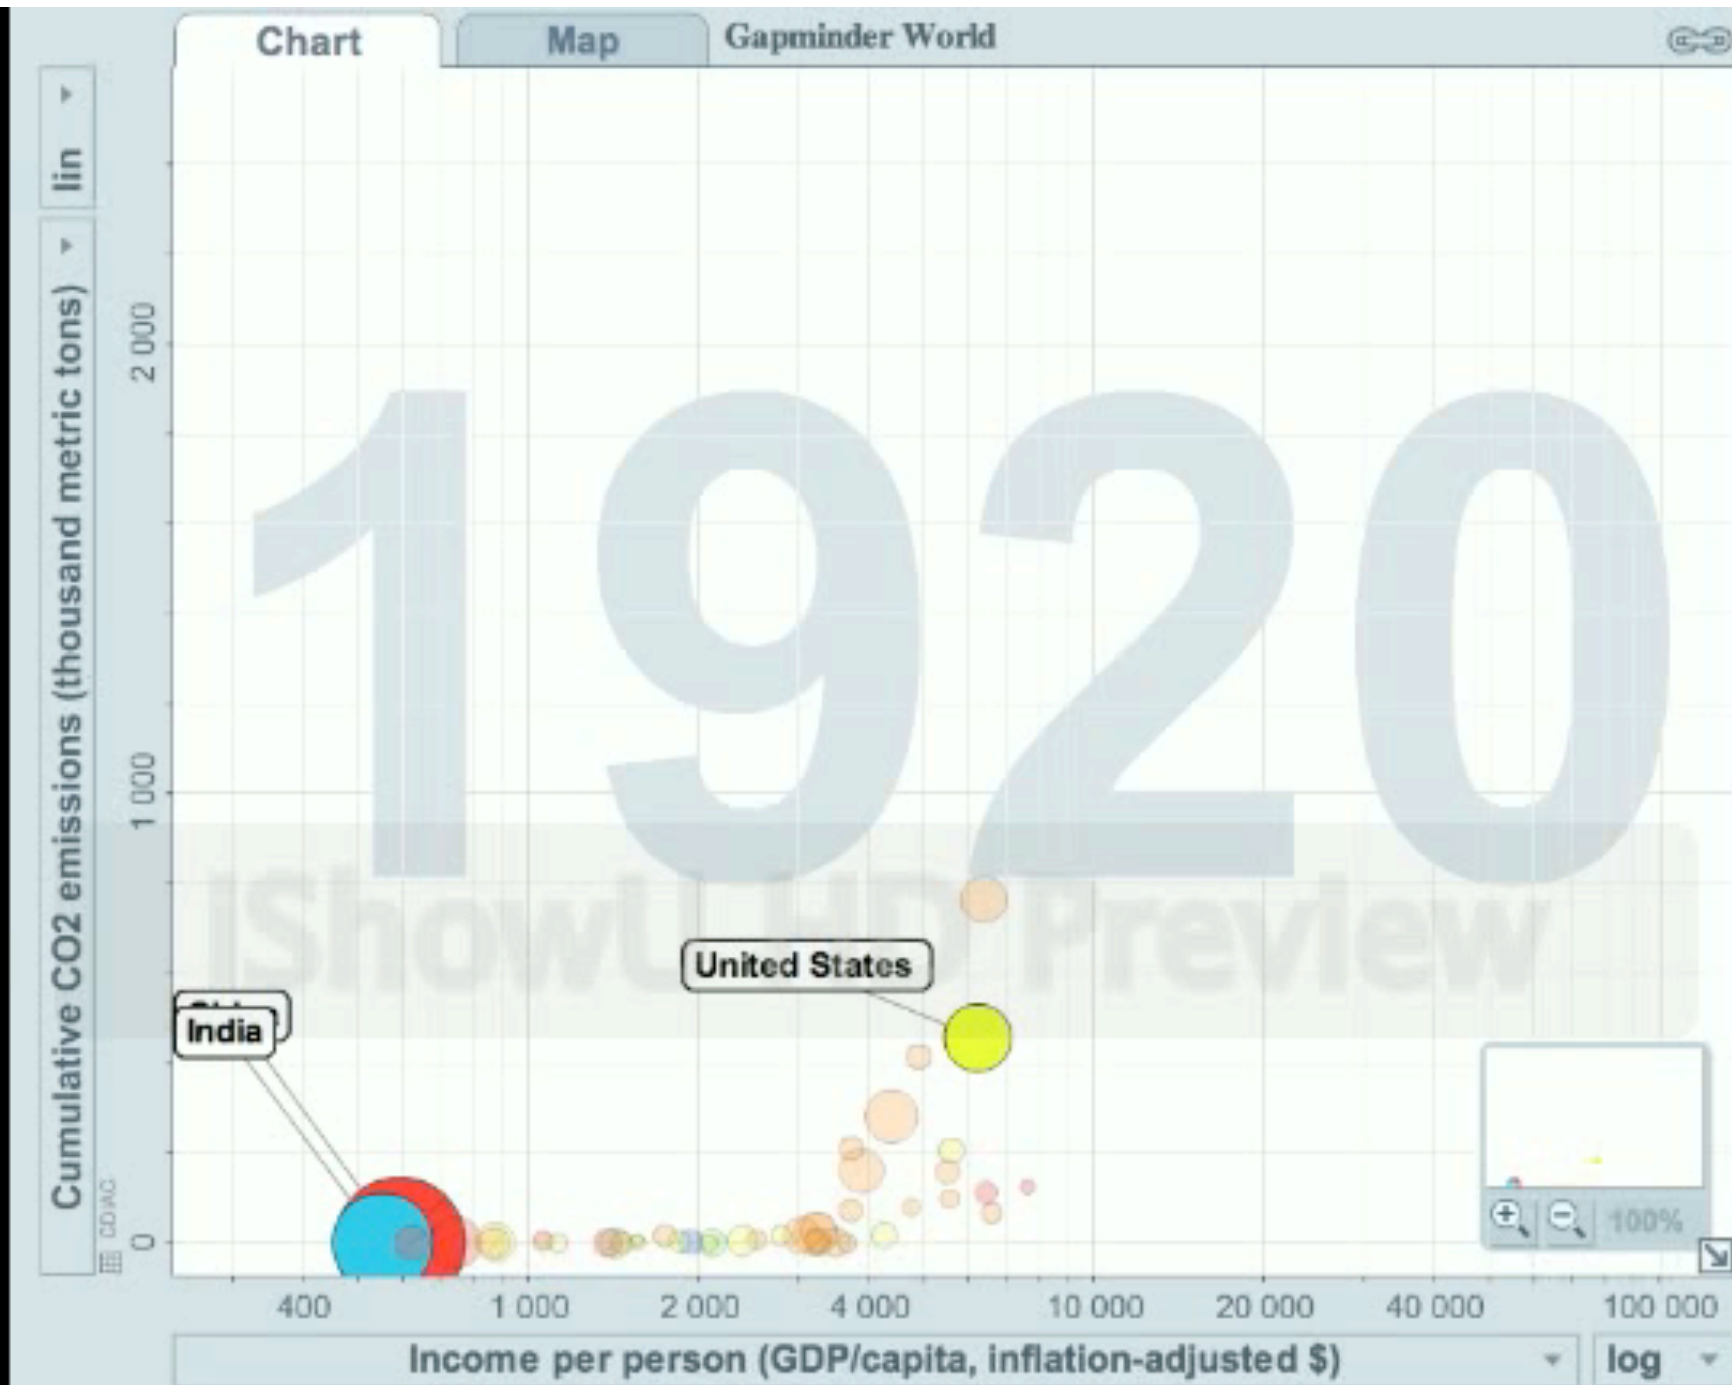 Chart
Map
Gapminder World
lin
Cumulative CO2 emissions (thousand metric tons)
2 000
1 000
0
1920
iShowU HD Preview
United States
India
CDIAC
100%
400
1 000
2 000
4 000
10 000
20 000
40 000
100 000
Income per person (GDP/capita, inflation-adjusted $)
log